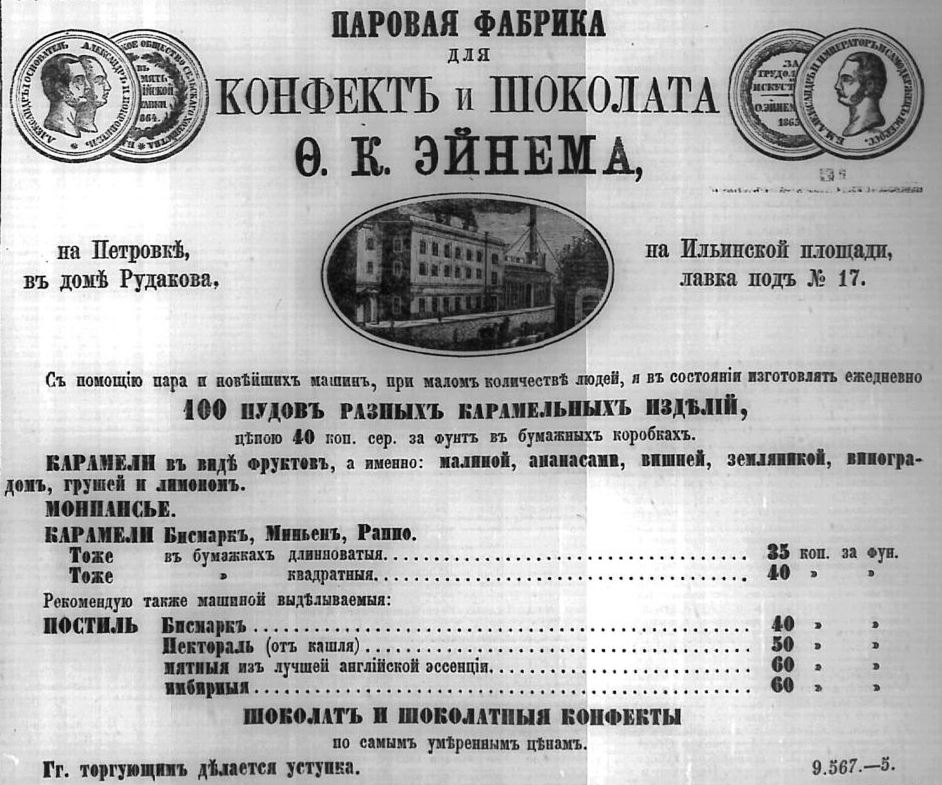 ПАРОВАЯ ФАБРИКА
ДЛЯ
КОНФЕКТЪ и ШОКОЛАТА
Ѳ. К. ЭЙНЕМА,
на Петровкѣ,
въ домѣ Рудакова,
на Ильинской площади,
лавка подъ № 17.
Съ помощію пара и новѣйшихъ машинъ, при маломъ количествѣ людей, я въ состояніи изготовлять ежедневно
100 ПУДОВЪ РАЗНЫХЪ КАРАМЕЛЬНЫХЪ ИЗДѢЛІЙ,
цѣною 40 коп. сер. за фунтъ въ бумажныхъ коробкахъ.
КАРАМЕЛИ въ видѣ фруктовъ, а именно: малиной, ананасами, вишней, земляникой, виногра-
домъ, грушей и лимономъ.
МОНПАНСЬЕ.
КАРАМЕЛИ Бисмаркъ, Миньенъ, Раппо.
Тоже въ бумажкахъ длинноватыя. 35 коп. за фун.
Тоже » квадратныя. 40 » »
Рекомендую также машиной выдѣлываемыя:
ПОСТИЛЬ Бисмаркъ 40 » »
Пектораль (отъ кашля) 50 » »
мятныя изъ лучшей англійской эссенціи. 60 » »
инбирныя 60 » »
ШОКОЛАТЪ И ШОКОЛАТНЫЯ КОНФЕКТЫ
по самымъ умѣреннымъ цѣнамъ.
Гг. торгующимъ дѣлается уступка.
9.567.—5.